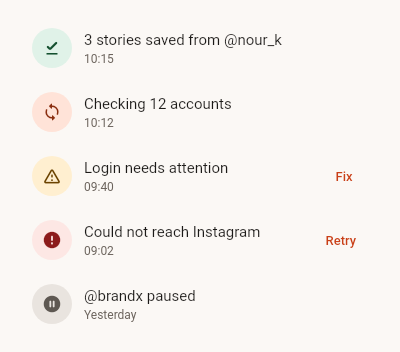 3 stories saved from @nour_k
10:15
Checking 12 accounts
10:12
Login needs attention
09:40
Fix
Could not reach Instagram
09:02
Retry
@brandx paused
Yesterday